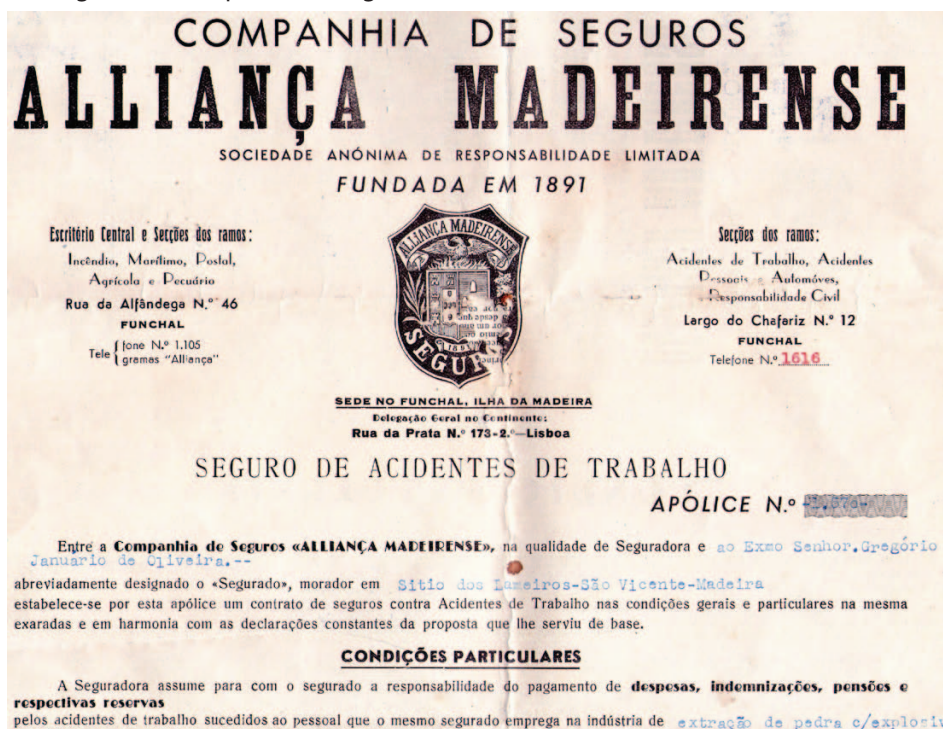 COMPANHIA DE SEGUROS
ALLIANÇA MADEIRENSE
SOCIEDADE ANÓNIMA DE RESPONSABILIDADE LIMITADA
FUNDADA EM 1891
Escritório Central e Secções dos ramos:
Incêndio, Marítimo, Postal,
Agrícola e Pecuário
Rua da Alfândega N.º 46
FUNCHAL
Tele { fone N.º 1.105
gramas "Alliança"
ALLIANÇA MADEIRENSE
1891
SEGUROS
Secções dos ramos:
Acidentes de Trabalho, Acidentes
Pessoais e Automóves,
Responsabilidade Civil
Largo do Chafariz N.º 12
FUNCHAL
Telefone N.º 1616
SEDE NO FUNCHAL, ILHA DA MADEIRA
Delegação Geral no Continente:
Rua da Prata N.º 173-2.º—Lisboa
SEGURO DE ACIDENTES DE TRABALHO
APÓLICE N.º
Entre a Companhia de Seguros «ALLIANÇA MADEIRENSE», na qualidade de Seguradora e ao Exmo Senhor.Gregório
Januario de Oliveira.--
abreviadamente designado o «Segurado», morador em Sitio dos Lameiros-São Vicente-Madeira
estabelece-se por esta apólice um contrato de seguros contra Acidentes de Trabalho nas condições gerais e particulares na mesma
exaradas e em harmonia com as declarações constantes da proposta que lhe serviu de base.
CONDIÇÕES PARTICULARES
A Seguradora assume para com o segurado a responsabilidade do pagamento de despesas, indemnizações, pensões e
respectivas reservas
pelos acidentes de trabalho sucedidos ao pessoal que o mesmo segurado emprega na indústria de extração de pedra c/explosiv